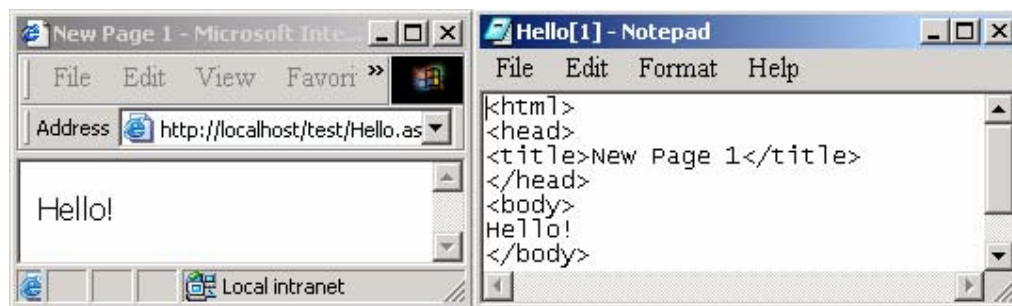 New Page 1 - Microsoft Inte...
File Edit View Favori »
Address http://localhost/test/Hello.as
Hello!
Local intranet
Hello[1] - Notepad
File Edit Format Help
<html>
<head>
<title>New Page 1</title>
</head>
<body>
Hello!
</body>